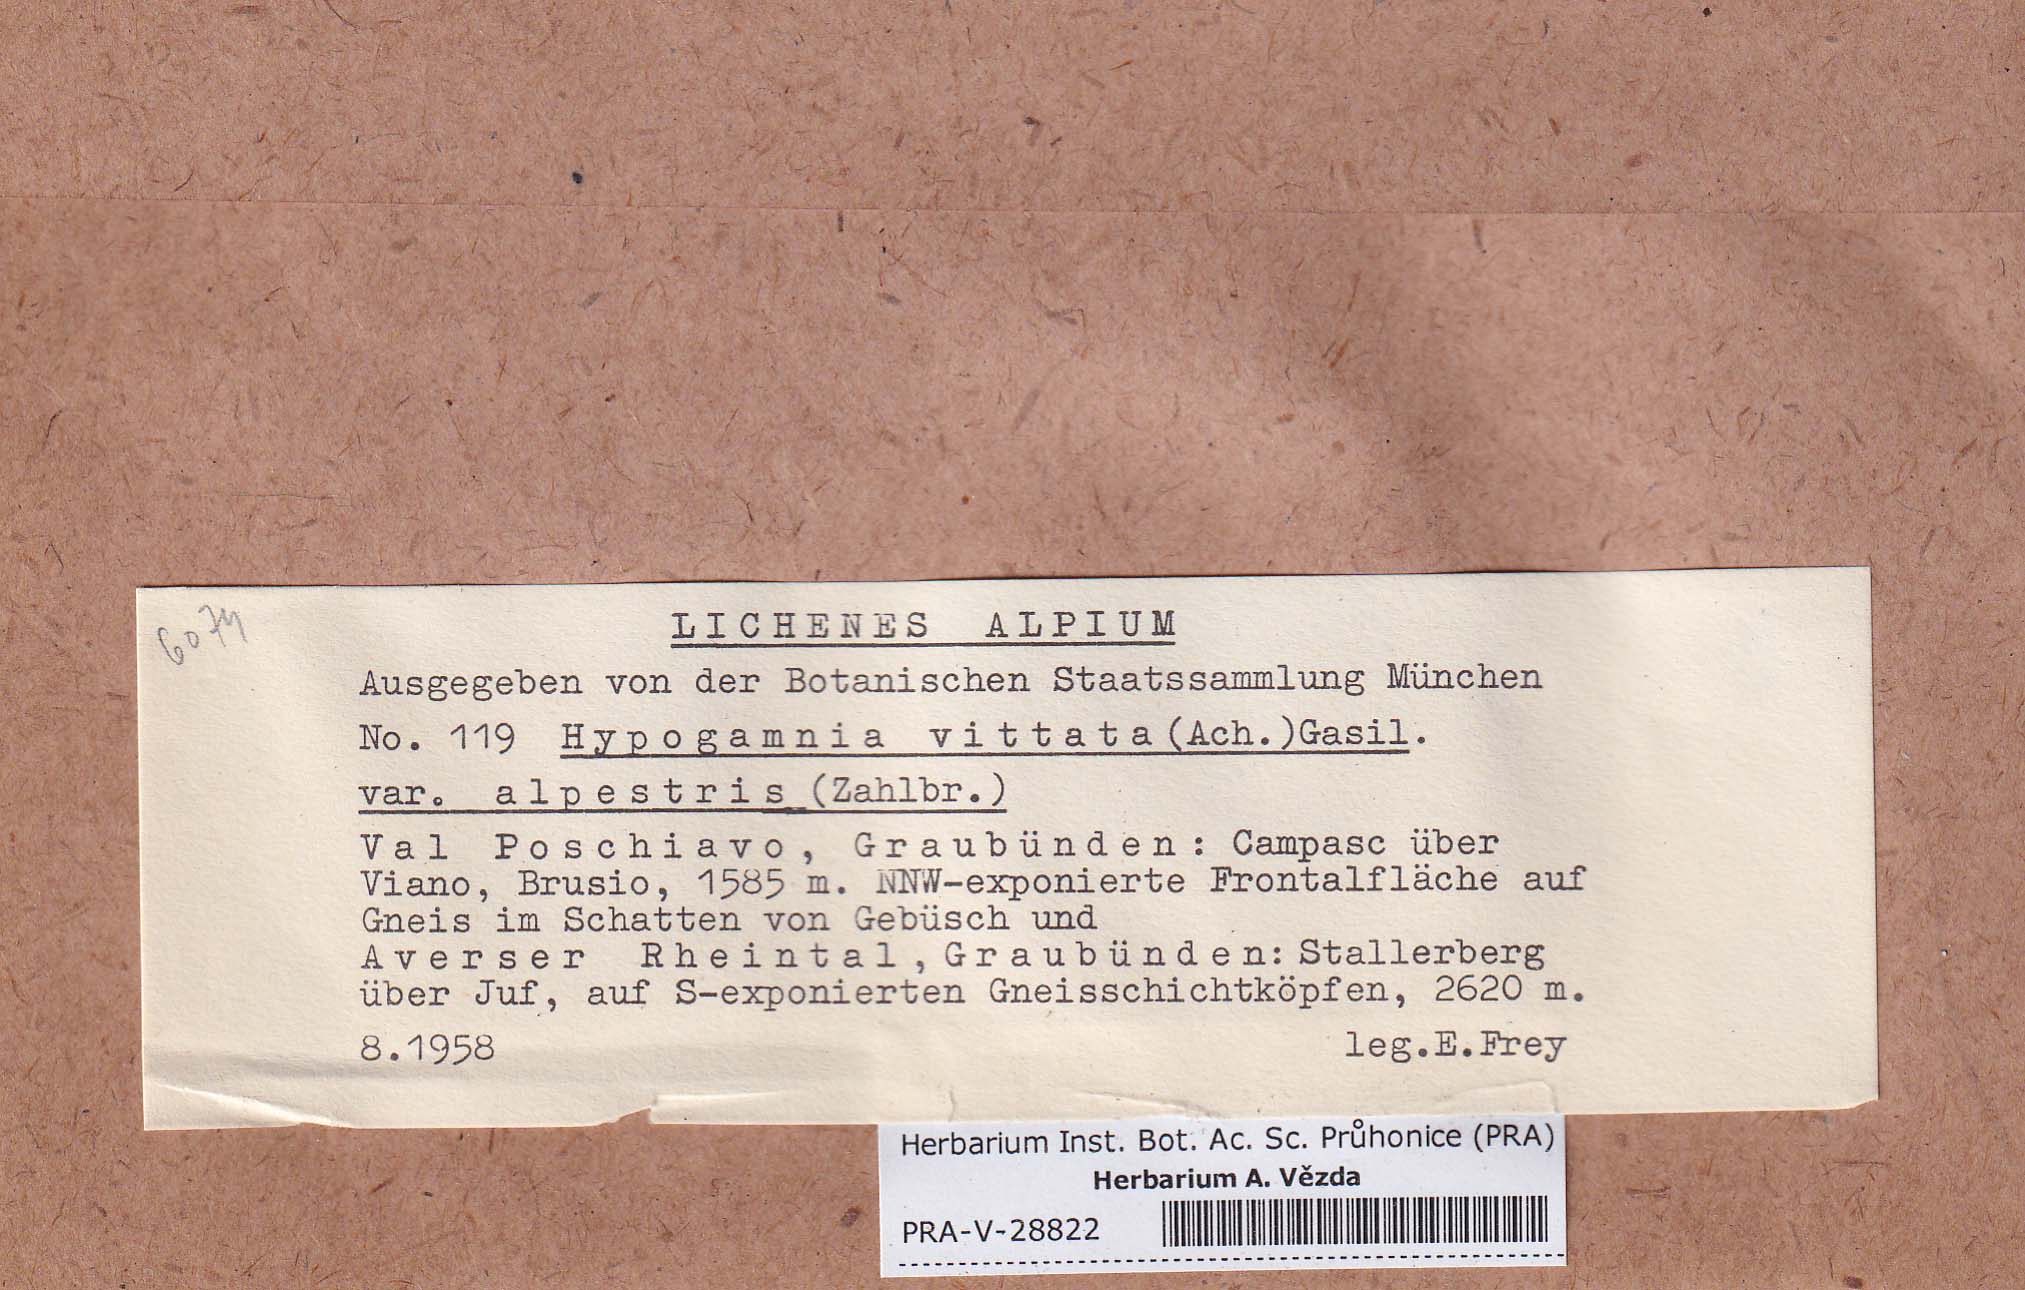 6074
LICHENES ALPIUM
Ausgegeben von der Botanischen Staatssammlung München
No. 119 Hypogamnia vittata (Ach.)Gasil.
var. alpestris (Zahlbr.)
Val Poschiavo, Graubünden: Campasc über
Viano, Brusio, 1585 m. NNW-exponierte Frontalfläche auf
Gneis im Schatten von Gebüsch und
Averser Rheintal, Graubünden: Stallerberg
über Juf, auf S-exponierten Gneisschichtköpfen, 2620 m.
8.1958 leg.E.Frey
Herbarium Inst. Bot. Ac. Sc. Průhonice (PRA)
Herbarium A. Vězda
PRA-V-28822